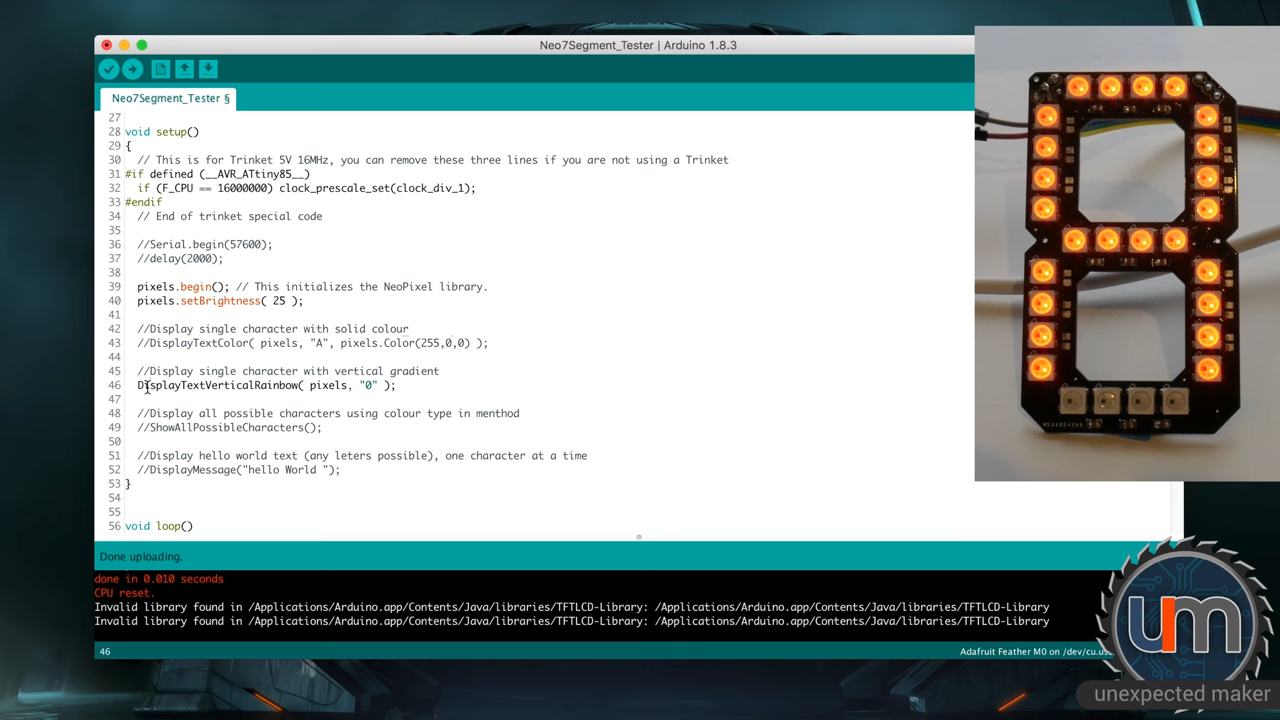 Neo7Segment_Tester | Arduino 1.8.3
Neo7Segment_Tester §
27
28 void setup()
29 {
30 // This is for Trinket 5V 16MHz, you can remove these three lines if you are not using a Trinket
31 #if defined (__AVR_ATtiny85__)
32 if (F_CPU == 16000000) clock_prescale_set(clock_div_1);
33 #endif
34 // End of trinket special code
35
36 //Serial.begin(57600);
37 //delay(2000);
38
39 pixels.begin(); // This initializes the NeoPixel library.
40 pixels.setBrightness( 25 );
41
42 //Display single character with solid colour
43 //DisplayTextColor( pixels, "A", pixels.Color(255,0,0) );
44
45 //Display single character with vertical gradient
46 DisplayTextVerticalRainbow( pixels, "0" );
47
48 //Display all possible characters using colour type in menthod
49 //ShowAllPossibleCharacters();
50
51 //Display hello world text (any leters possible), one character at a time
52 //DisplayMessage("hello World ");
53 }
54
55
56 void loop()
Done uploading.
done in 0.010 seconds
CPU reset.
Invalid library found in /Applications/Arduino.app/Contents/Java/libraries/TFTLCD-Library: /Applications/Arduino.app/Contents/Java/libraries/TFTLCD-Library
Invalid library found in /Applications/Arduino.app/Contents/Java/libraries/TFTLCD-Library: /Applications/Arduino.app/Contents/Java/libraries/TFTLCD-Library
46
Adafruit Feather M0 on /dev/cu.us
um
unexpected maker